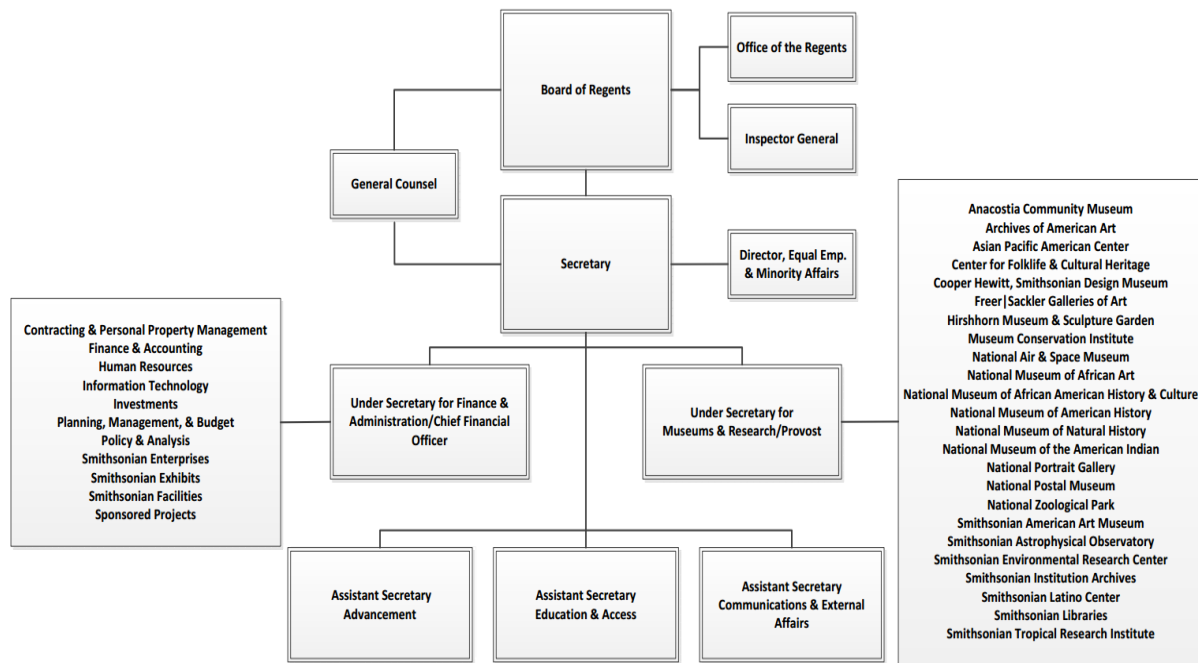 Office of the Regents
Board of Regents
Inspector General
General Counsel
Secretary
Director, Equal Emp.
& Minority Affairs
Contracting & Personal Property Management
Finance & Accounting
Human Resources
Information Technology
Investments
Planning, Management, & Budget
Policy & Analysis
Smithsonian Enterprises
Smithsonian Exhibits
Smithsonian Facilities
Sponsored Projects
Under Secretary for Finance &
Administration/Chief Financial
Officer
Under Secretary for
Museums & Research/Provost
Anacostia Community Museum
Archives of American Art
Asian Pacific American Center
Center for Folklife & Cultural Heritage
Cooper Hewitt, Smithsonian Design Museum
Freer|Sackler Galleries of Art
Hirshhorn Museum & Sculpture Garden
Museum Conservation Institute
National Air & Space Museum
National Museum of African Art
National Museum of African American History & Culture
National Museum of American History
National Museum of Natural History
National Museum of the American Indian
National Portrait Gallery
National Postal Museum
National Zoological Park
Smithsonian American Art Museum
Smithsonian Astrophysical Observatory
Smithsonian Environmental Research Center
Smithsonian Institution Archives
Smithsonian Latino Center
Smithsonian Libraries
Smithsonian Tropical Research Institute
Assistant Secretary
Advancement
Assistant Secretary
Education & Access
Assistant Secretary
Communications & External
Affairs